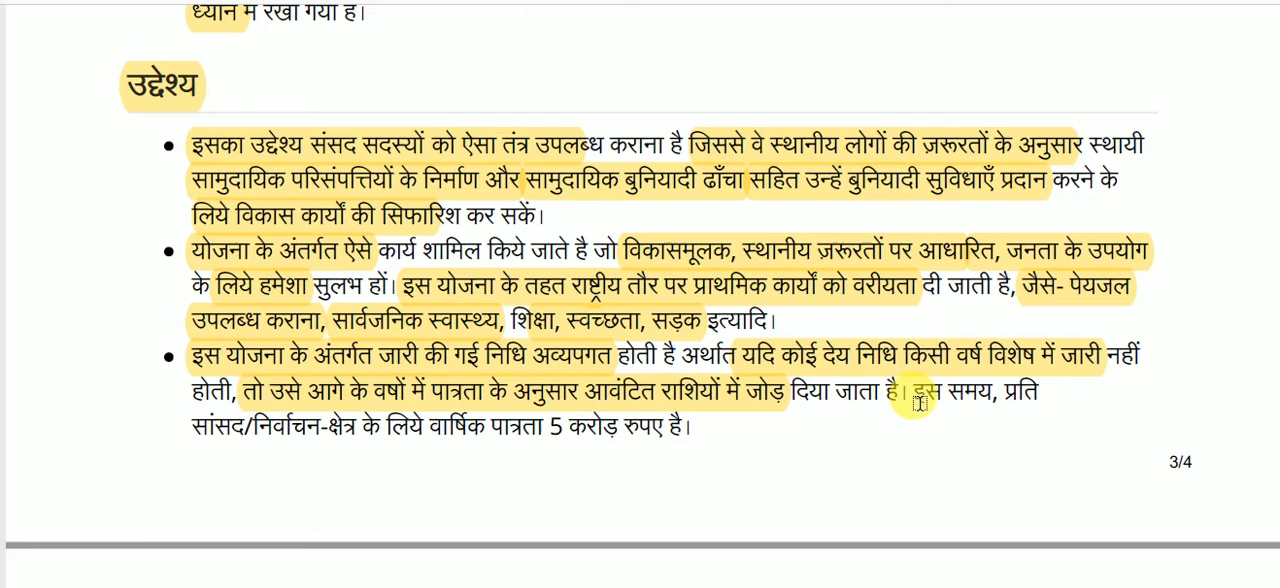 ध्यान में रखा गया है।
उद्देश्य
• इसका उद्देश्य संसद सदस्यों को ऐसा तंत्र उपलब्ध कराना है जिससे वे स्थानीय लोगों की ज़रूरतों के अनुसार स्थायी
सामुदायिक परिसंपत्तियों के निर्माण और सामुदायिक बुनियादी ढाँचा सहित उन्हें बुनियादी सुविधाएँ प्रदान करने के
लिये विकास कार्यों की सिफारिश कर सकें।
• योजना के अंतर्गत ऐसे कार्य शामिल किये जाते है जो विकासमूलक, स्थानीय ज़रूरतों पर आधारित, जनता के उपयोग
के लिये हमेशा सुलभ हों। इस योजना के तहत राष्ट्रीय तौर पर प्राथमिक कार्यों को वरीयता दी जाती है, जैसे- पेयजल
उपलब्ध कराना, सार्वजनिक स्वास्थ्य, शिक्षा, स्वच्छता, सड़क इत्यादि।
• इस योजना के अंतर्गत जारी की गई निधि अव्यपगत होती है अर्थात यदि कोई देय निधि किसी वर्ष विशेष में जारी नहीं
होती, तो उसे आगे के वर्षो में पात्रता के अनुसार आवंटित राशियों में जोड़ दिया जाता है। इस समय, प्रति
सांसद/निर्वाचन-क्षेत्र के लिये वार्षिक पात्रता 5 करोड़ रुपए है।
3/4